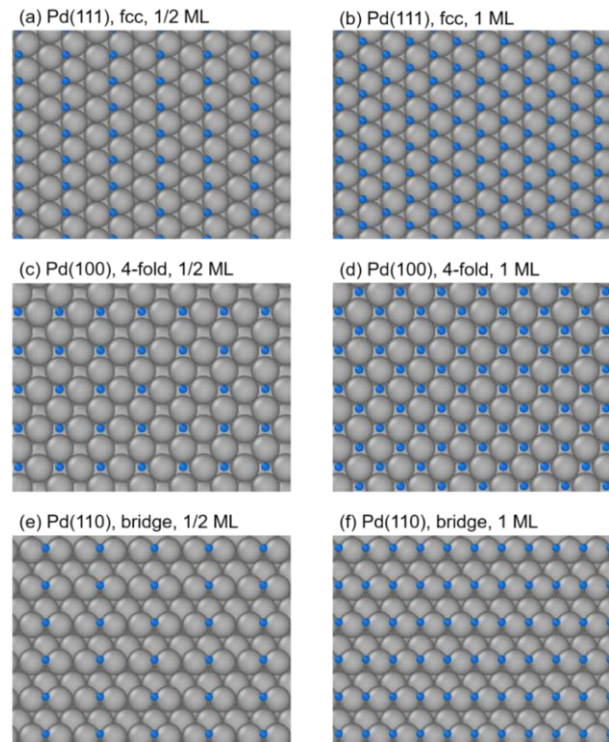 (a) Pd(111), fcc, 1/2 ML
(b) Pd(111), fcc, 1 ML
(c) Pd(100), 4-fold, 1/2 ML
(d) Pd(100), 4-fold, 1 ML
(e) Pd(110), bridge, 1/2 ML
(f) Pd(110), bridge, 1 ML